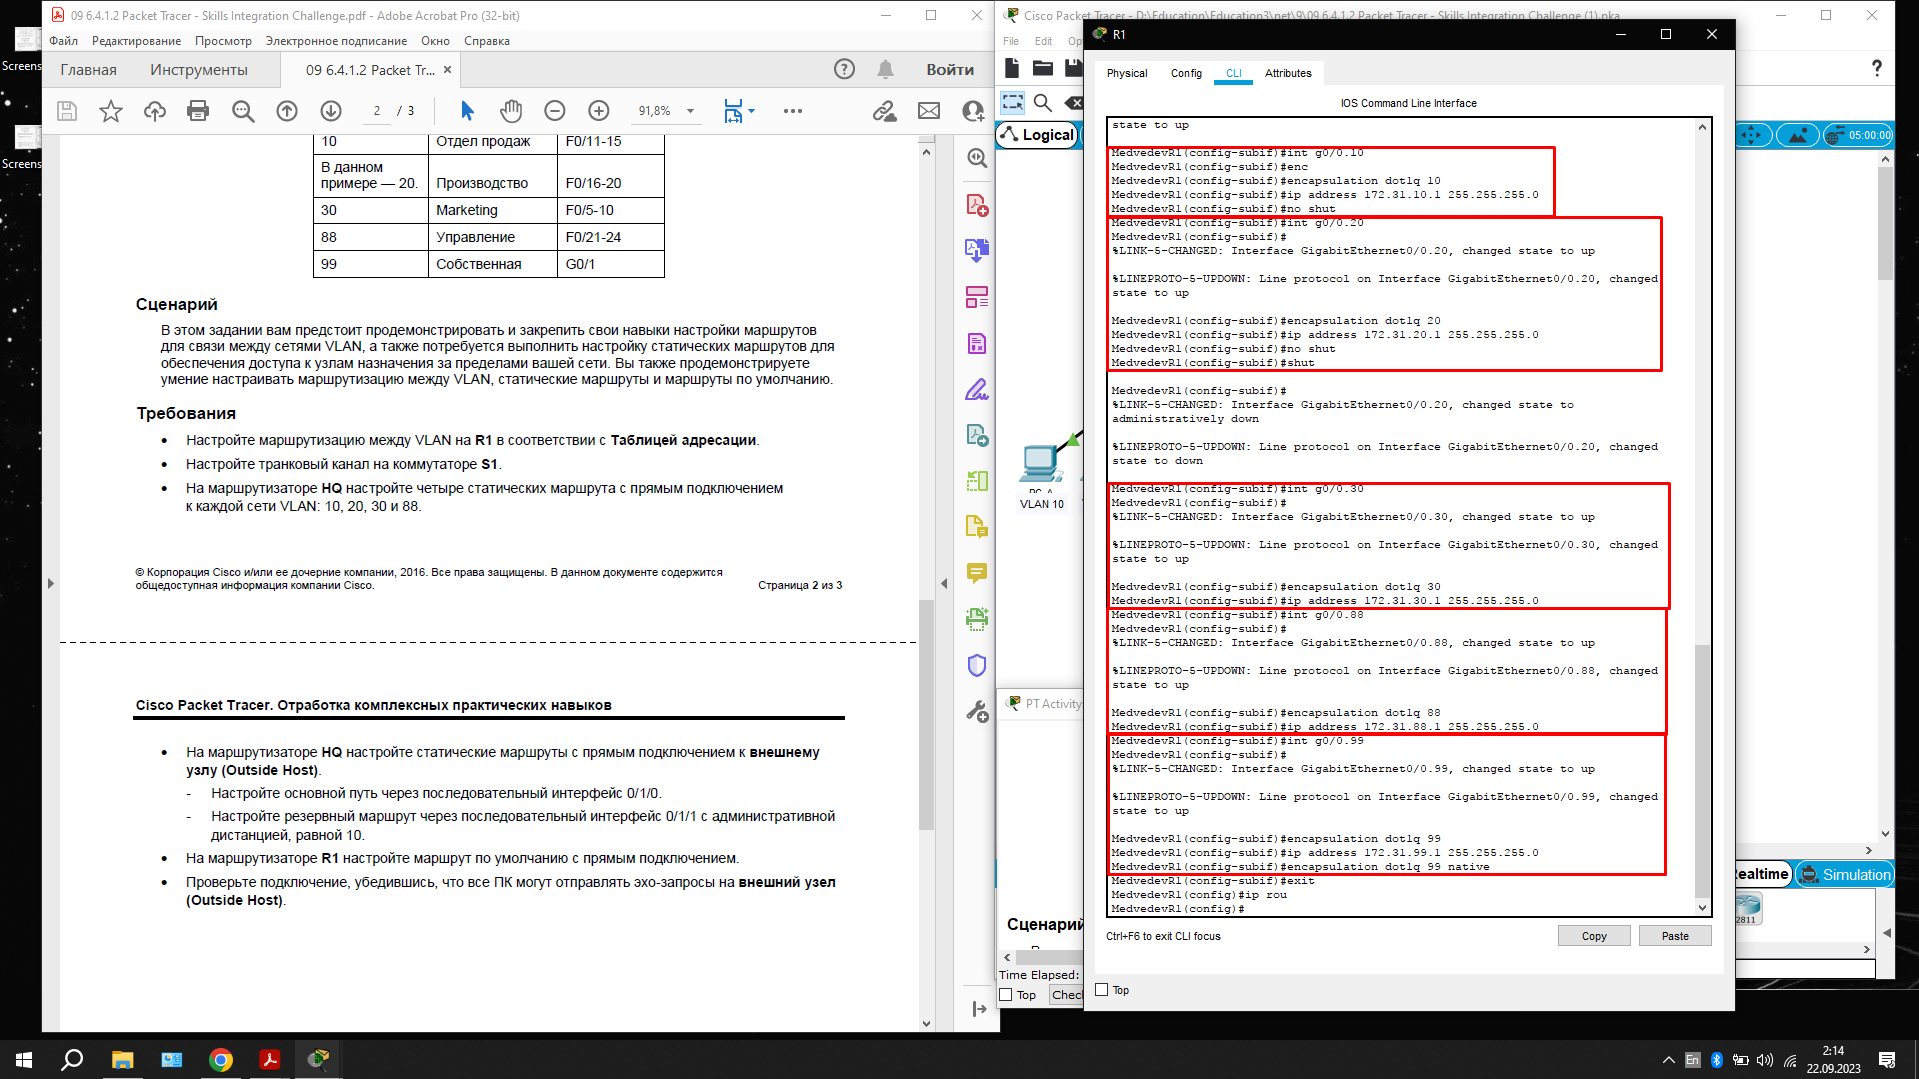 Screens
Screens
09 6.4.1.2 Packet Tracer - Skills Integration Challenge.pdf - Adobe Acrobat Pro (32-bit)
Файл Редактирование Просмотр Электронное подписание Окно Справка
Главная Инструменты 09 6.4.1.2 Packet Tr... × Войти
2 / 3 91,8%
10 Отдел продаж F0/11-15
В данном
примере — 20. Производство F0/16-20
30 Marketing F0/5-10
88 Управление F0/21-24
99 Собственная G0/1
Сценарий
В этом задании вам предстоит продемонстрировать и закрепить свои навыки настройки маршрутов
для связи между сетями VLAN, а также потребуется выполнить настройку статических маршрутов для
обеспечения доступа к узлам назначения за пределами вашей сети. Вы также продемонстрируете
умение настраивать маршрутизацию между VLAN, статические маршруты и маршруты по умолчанию.
Требования
• Настройте маршрутизацию между VLAN на R1 в соответствии с Таблицей адресации.
• Настройте транковый канал на коммутаторе S1.
• На маршрутизаторе HQ настройте четыре статических маршрута с прямым подключением
к каждой сети VLAN: 10, 20, 30 и 88.
© Корпорация Cisco и/или ее дочерние компании, 2016. Все права защищены. В данном документе содержится
общедоступная информация компании Cisco. Страница 2 из 3
Cisco Packet Tracer. Отработка комплексных практических навыков
• На маршрутизаторе HQ настройте статические маршруты с прямым подключением к внешнему
узлу (Outside Host).
- Настройте основной путь через последовательный интерфейс 0/1/0.
- Настройте резервный маршрут через последовательный интерфейс 0/1/1 с административной
дистанцией, равной 10.
• На маршрутизаторе R1 настройте маршрут по умолчанию с прямым подключением.
• Проверьте подключение, убедившись, что все ПК могут отправлять эхо-запросы на внешний узел
(Outside Host).
Cisco Packet Tracer - D:\Education\Education3\net\9\09 6.4.1.2 Packet Tracer - Skills Integration Challenge (1).pka
File Edit Opt
Logical
05:00:00
PC-A
VLAN 10
PT Activity
Сценарий
Time Elapsed:
Top Chec
Realtime Simulation
2811
R1
Physical Config CLI Attributes
IOS Command Line Interface
state to up
MedvedevR1(config-subif)#int g0/0.10
MedvedevR1(config-subif)#enc
MedvedevR1(config-subif)#encapsulation dot1q 10
MedvedevR1(config-subif)#ip address 172.31.10.1 255.255.255.0
MedvedevR1(config-subif)#no shut
MedvedevR1(config-subif)#int g0/0.20
MedvedevR1(config-subif)#
%LINK-5-CHANGED: Interface GigabitEthernet0/0.20, changed state to up
%LINEPROTO-5-UPDOWN: Line protocol on Interface GigabitEthernet0/0.20, changed
state to up
MedvedevR1(config-subif)#encapsulation dot1q 20
MedvedevR1(config-subif)#ip address 172.31.20.1 255.255.255.0
MedvedevR1(config-subif)#no shut
MedvedevR1(config-subif)#shut
MedvedevR1(config-subif)#
%LINK-5-CHANGED: Interface GigabitEthernet0/0.20, changed state to
administratively down
%LINEPROTO-5-UPDOWN: Line protocol on Interface GigabitEthernet0/0.20, changed
state to down
MedvedevR1(config-subif)#int g0/0.30
MedvedevR1(config-subif)#
%LINK-5-CHANGED: Interface GigabitEthernet0/0.30, changed state to up
%LINEPROTO-5-UPDOWN: Line protocol on Interface GigabitEthernet0/0.30, changed
state to up
MedvedevR1(config-subif)#encapsulation dot1q 30
MedvedevR1(config-subif)#ip address 172.31.30.1 255.255.255.0
MedvedevR1(config-subif)#int g0/0.88
MedvedevR1(config-subif)#
%LINK-5-CHANGED: Interface GigabitEthernet0/0.88, changed state to up
%LINEPROTO-5-UPDOWN: Line protocol on Interface GigabitEthernet0/0.88, changed
state to up
MedvedevR1(config-subif)#encapsulation dot1q 88
MedvedevR1(config-subif)#ip address 172.31.88.1 255.255.255.0
MedvedevR1(config-subif)#int g0/0.99
MedvedevR1(config-subif)#
%LINK-5-CHANGED: Interface GigabitEthernet0/0.99, changed state to up
%LINEPROTO-5-UPDOWN: Line protocol on Interface GigabitEthernet0/0.99, changed
state to up
MedvedevR1(config-subif)#encapsulation dot1q 99
MedvedevR1(config-subif)#ip address 172.31.99.1 255.255.255.0
MedvedevR1(config-subif)#encapsulation dot1q 99 native
MedvedevR1(config-subif)#exit
MedvedevR1(config)#ip rou
MedvedevR1(config)#
Ctrl+F6 to exit CLI focus Copy Paste
Top
En 2:14
22.09.2023